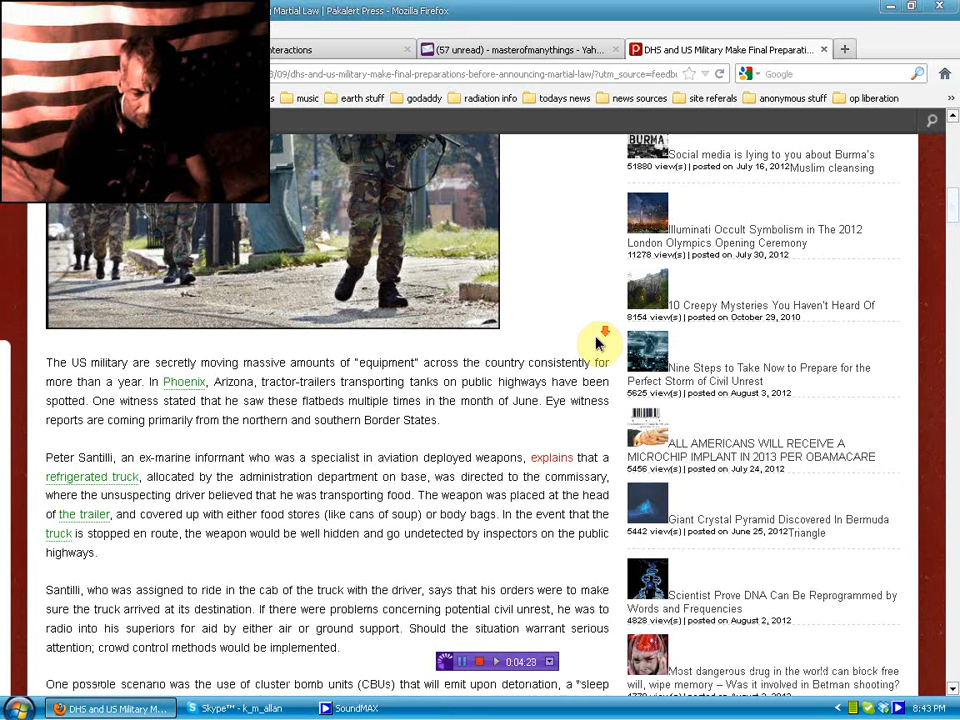 g Martial Law | Pakalert Press - Mozilla Firefox
nteractions
(57 unread) - masterofmanythings - Yah...
DHS and US Military Make Final Preparati...
3/09/dhs-and-us-military-make-final-preparations-before-announcing-martial-law/?utm_source=feedb
Google
s
music
earth stuff
godaddy
radiation info
todays news
news sources
site referals
anonymous stuff
op liberation
BURMA
Social media is lying to you about Burma's
51880 view(s) | posted on July 16, 2012 Muslim cleansing
Illuminati Occult Symbolism in The 2012
London Olympics Opening Ceremony
11278 view(s) | posted on July 30, 2012
10 Creepy Mysteries You Haven't Heard Of
8154 view(s) | posted on October 29, 2010
Nine Steps to Take Now to Prepare for the
Perfect Storm of Civil Unrest
5625 view(s) | posted on August 3, 2012
ALL AMERICANS WILL RECEIVE A
MICROCHIP IMPLANT IN 2013 PER OBAMACARE
5456 view(s) | posted on July 24, 2012
Giant Crystal Pyramid Discovered In Bermuda
5442 view(s) | posted on June 25, 2012 Triangle
Scientist Prove DNA Can Be Reprogrammed by
Words and Frequencies
4828 view(s) | posted on August 2, 2012
Most dangerous drug in the world can block free
will, wipe memory – Was it involved in Betman shooting?
The US military are secretly moving massive amounts of "equipment" across the country consistently for
more than a year. In Phoenix, Arizona, tractor-trailers transporting tanks on public highways have been
spotted. One witness stated that he saw these flatbeds multiple times in the month of June. Eye witness
reports are coming primarily from the northern and southern Border States.
Peter Santilli, an ex-marine informant who was a specialist in aviation deployed weapons, explains that a
refrigerated truck, allocated by the administration department on base, was directed to the commissary,
where the unsuspecting driver believed that he was transporting food. The weapon was placed at the head
of the trailer, and covered up with either food stores (like cans of soup) or body bags. In the event that the
truck is stopped en route, the weapon would be well hidden and go undetected by inspectors on the public
highways.
Santilli, who was assigned to ride in the cab of the truck with the driver, says that his orders were to make
sure the truck arrived at its destination. If there were problems concerning potential civil unrest, he was to
radio into his superiors for aid by either air or ground support. Should the situation warrant serious
attention; crowd control methods would be implemented.
0:04:23
One possible scenario was the use of cluster bomb units (CBUs) that will emit upon detonation, a "sleep
DHS and US Military M...
Skype™ - k_m_allan
SoundMAX
8:43 PM